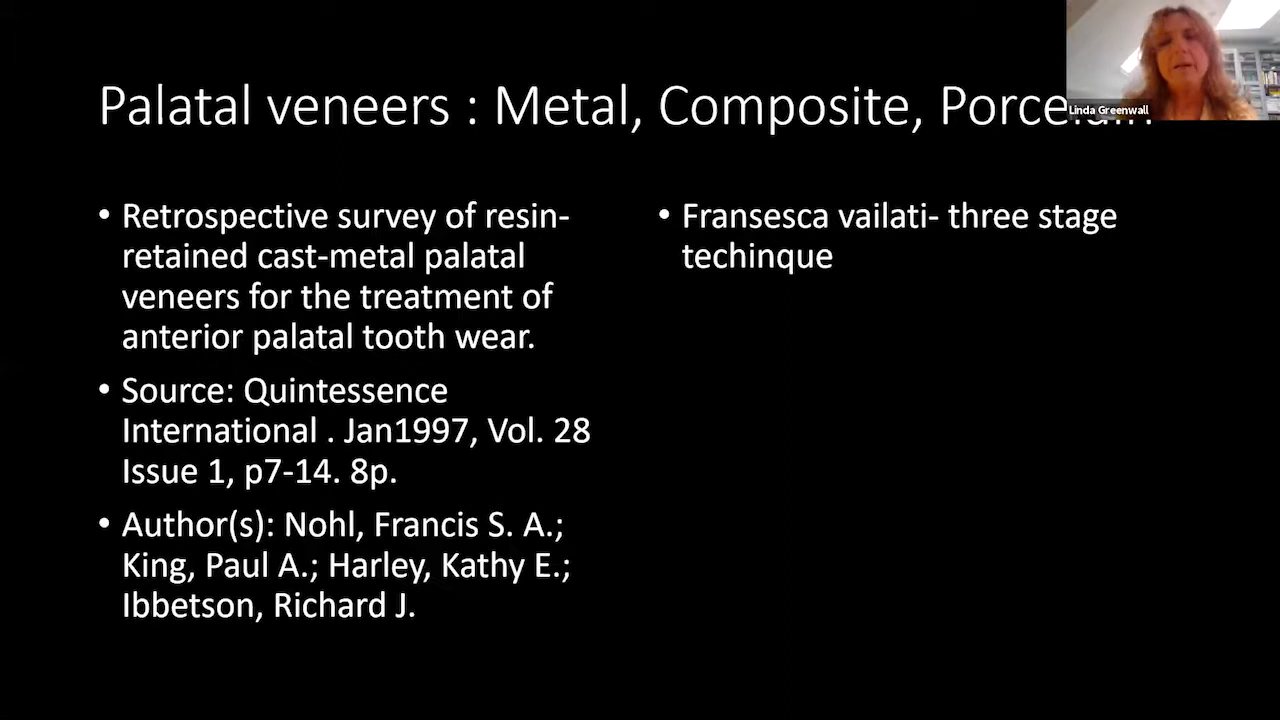 Palatal veneers : Metal, Composite, Porcelain
Linda Greenwall
• Retrospective survey of resin-
retained cast-metal palatal
veneers for the treatment of
anterior palatal tooth wear.
• Source: Quintessence
International . Jan1997, Vol. 28
Issue 1, p7-14. 8p.
• Author(s): Nohl, Francis S. A.;
King, Paul A.; Harley, Kathy E.;
Ibbetson, Richard J.
• Fransesca vailati- three stage
techinque